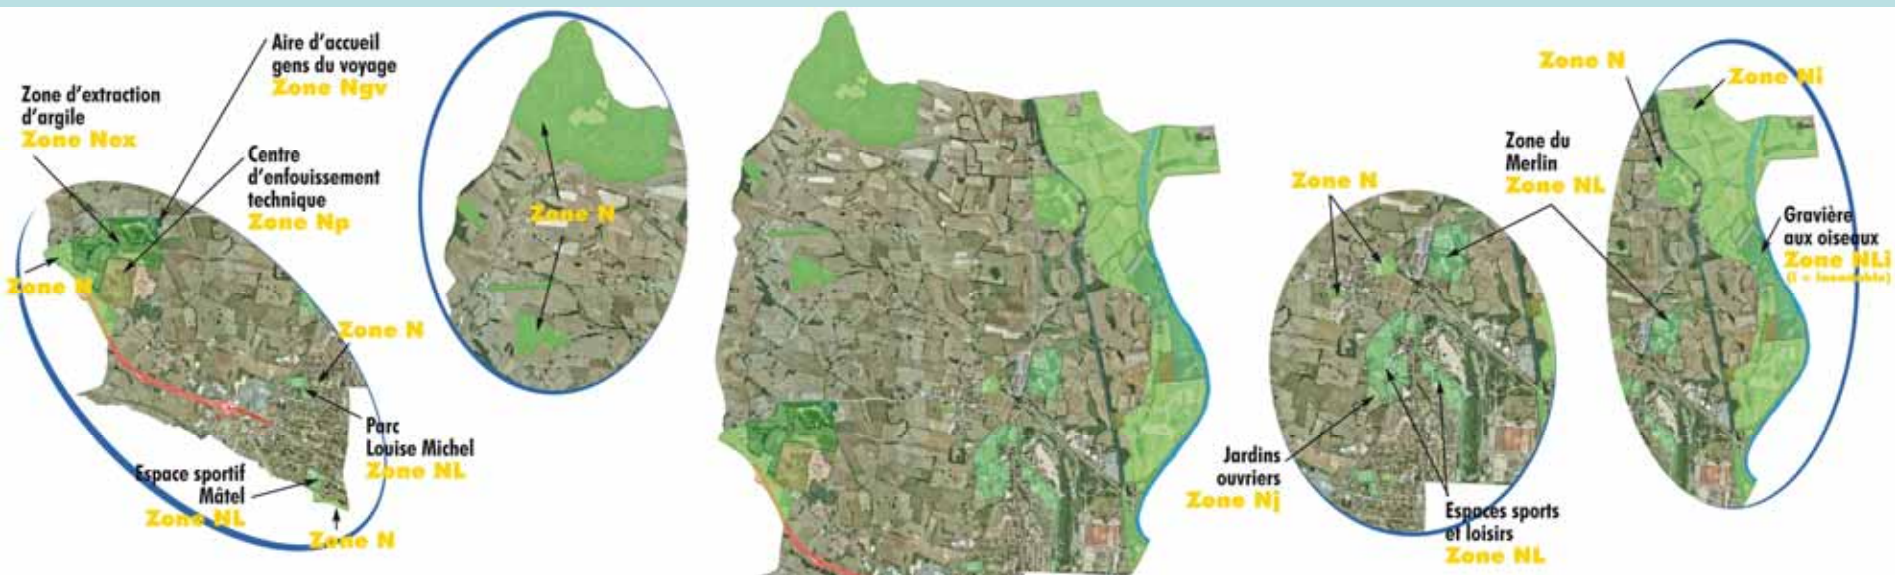 Aire d'accueil
gens du voyage
Zone Ngv
Zone d'extraction
d'argile
Zone Nex
Centre
d'enfouissement
technique
Zone Np
Zone N
Zone N
Parc
Louise Michel
Zone NL
Espace sportif
Mâtel
Zone NL
Zone N
Zone N
Zone N
Jardins
ouvriers
Zone Nj
Espaces sports
et loisirs
Zone NL
Zone du
Merlin
Zone NL
Zone N
Zone Ni
Gravière
aux oiseaux
Zone NLi
(i = inondable)